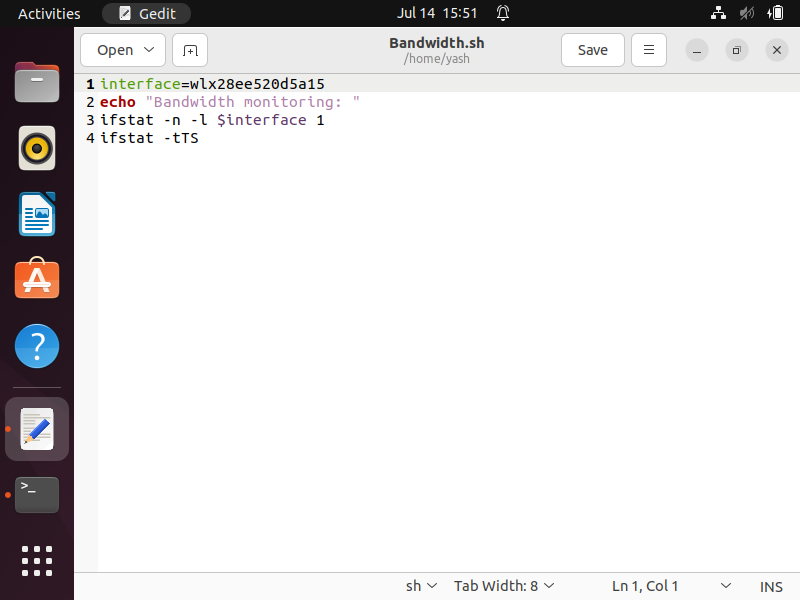 Activities Gedit Jul 14 15:51
Open Bandwidth.sh Save
/home/yash
1 interface=wlx28ee520d5a15
2 echo "Bandwidth monitoring: "
3 ifstat -n -l $interface 1
4 ifstat -tTS
>_
?
sh Tab Width: 8 Ln 1, Col 1 INS